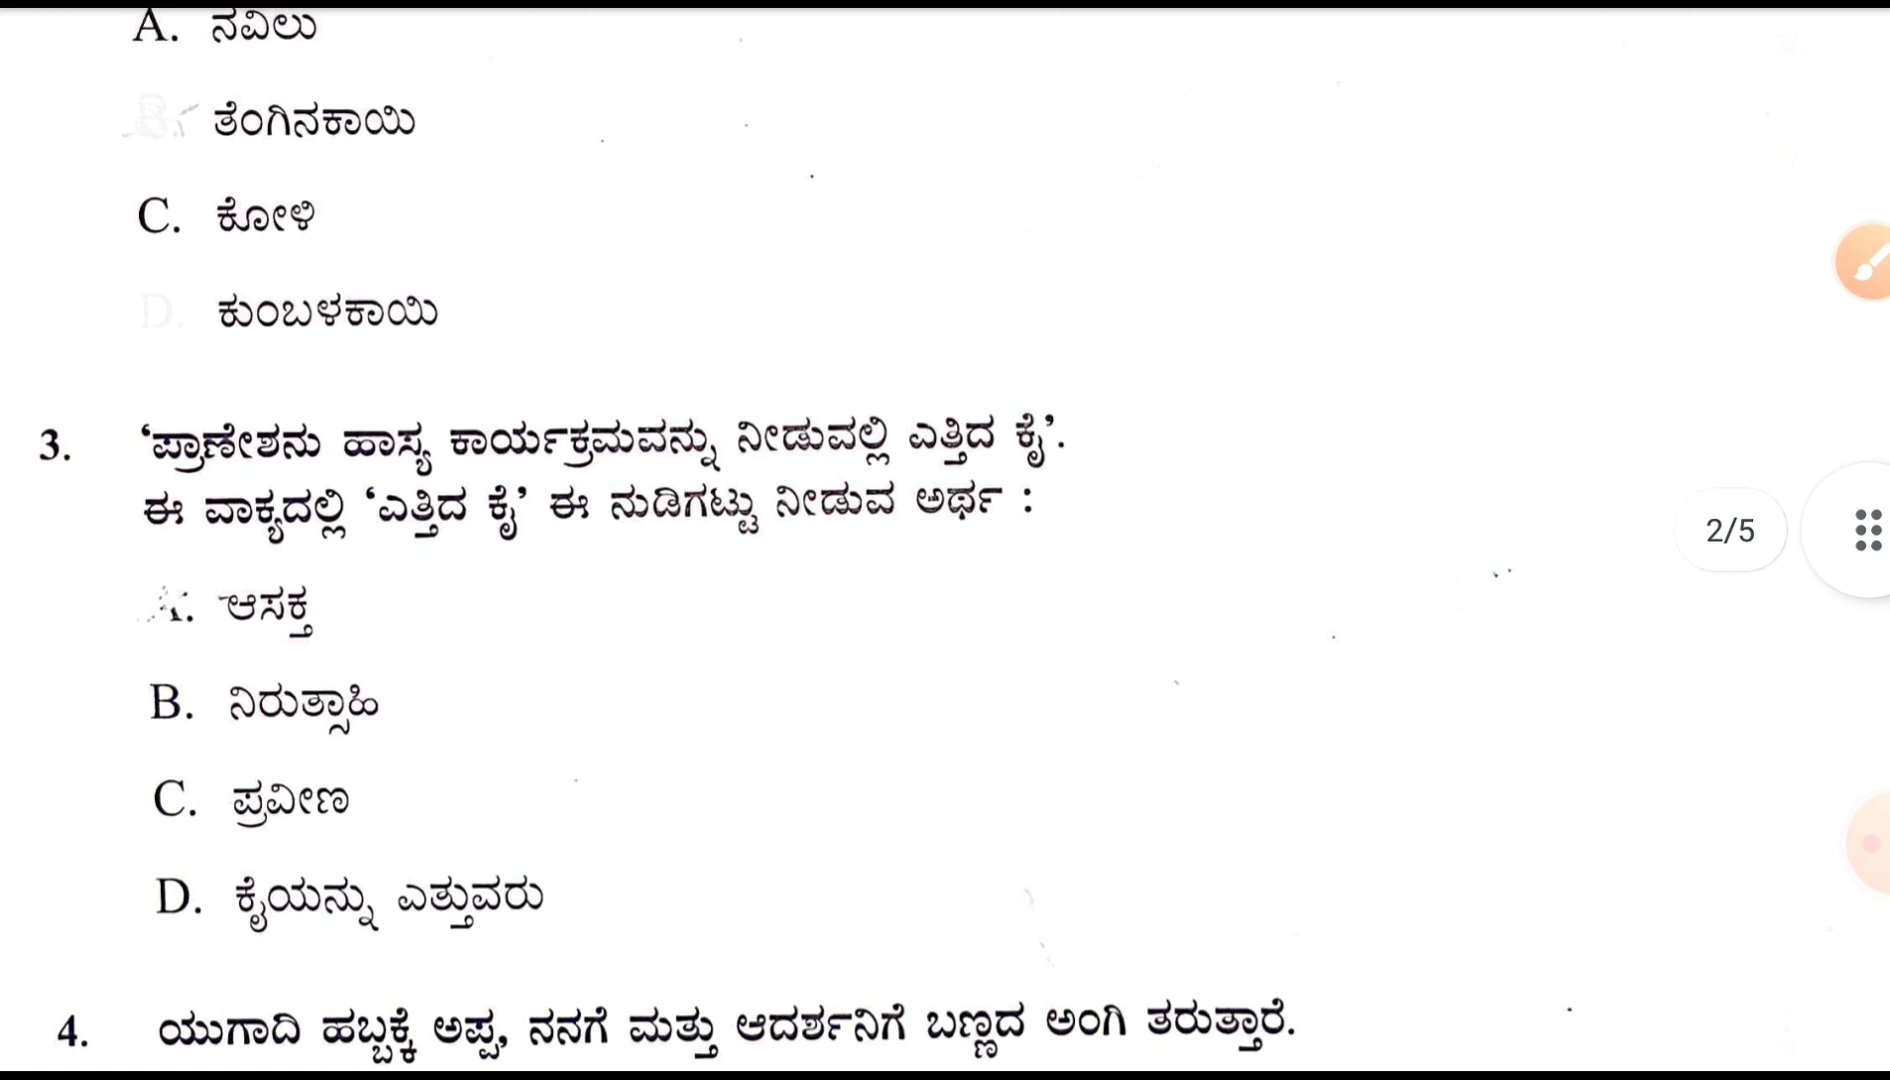 A. ನವಿಲು
B. ತೆಂಗಿನಕಾಯಿ
C. ಕೋಳಿ
D. ಕುಂಬಳಕಾಯಿ
3. ‘ಪ್ರಾಣೇಶನು ಹಾಸ್ಯ ಕಾರ್ಯಕ್ರಮವನ್ನು ನೀಡುವಲ್ಲಿ ಎತ್ತಿದ ಕೈ’.
ಈ ವಾಕ್ಯದಲ್ಲಿ ‘ಎತ್ತಿದ ಕೈ’ ಈ ನುಡಿಗಟ್ಟು ನೀಡುವ ಅರ್ಥ :
2/5
A. ಆಸಕ್ತ
B. ನಿರುತ್ಸಾಹಿ
C. ಪ್ರವೀಣ
D. ಕೈಯನ್ನು ಎತ್ತುವರು
4. ಯುಗಾದಿ ಹಬ್ಬಕ್ಕೆ ಅಪ್ಪ, ನನಗೆ ಮತ್ತು ಆದರ್ಶನಿಗೆ ಬಣ್ಣದ ಅಂಗಿ ತರುತ್ತಾರೆ.